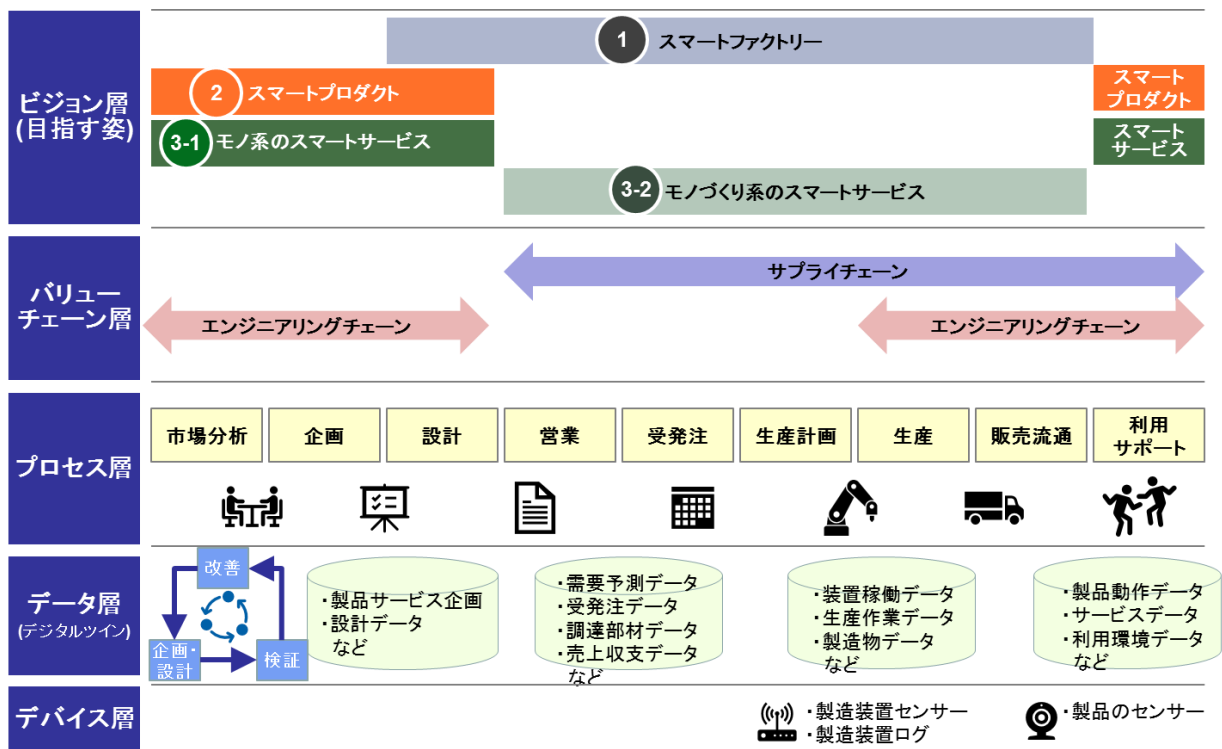 ビジョン層
(目指す姿)
1 スマートファクトリー
2 スマートプロダクト
スマート
プロダクト
3-1 モノ系のスマートサービス
スマート
サービス
3-2 モノづくり系のスマートサービス
バリュー
チェーン層
サプライチェーン
エンジニアリングチェーン
エンジニアリングチェーン
プロセス層
市場分析
企画
設計
営業
受発注
生産計画
生産
販売流通
利用
サポート
データ層
(デジタルツイン)
改善
企画・
設計
検証
・製品サービス企画
・設計データ
など
・需要予測データ
・受発注データ
・調達部材データ
・売上収支データ
など
・装置稼働データ
・生産作業データ
・製造物データ
など
・製品動作データ
・サービスデータ
・利用環境データ
など
デバイス層
・製造装置センサー
・製造装置ログ
・製品のセンサー